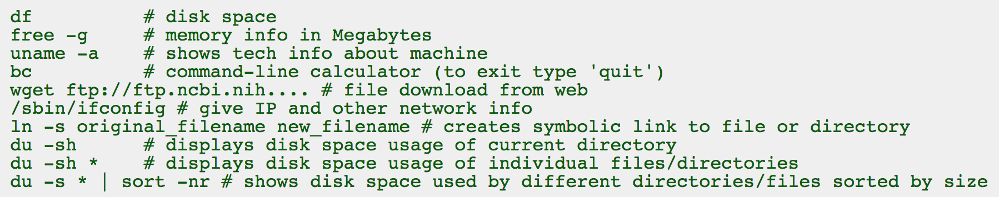 df          # disk space
free -g     # memory info in Megabytes
uname -a    # shows tech info about machine
bc          # command-line calculator (to exit type 'quit')
wget ftp://ftp.ncbi.nih.... # file download from web
/sbin/ifconfig # give IP and other network info
ln -s original_filename new_filename # creates symbolic link to file or directory
du -sh      # displays disk space usage of current directory
du -sh *    # displays disk space usage of individual files/directories
du -s * | sort -nr # shows disk space used by different directories/files sorted by size